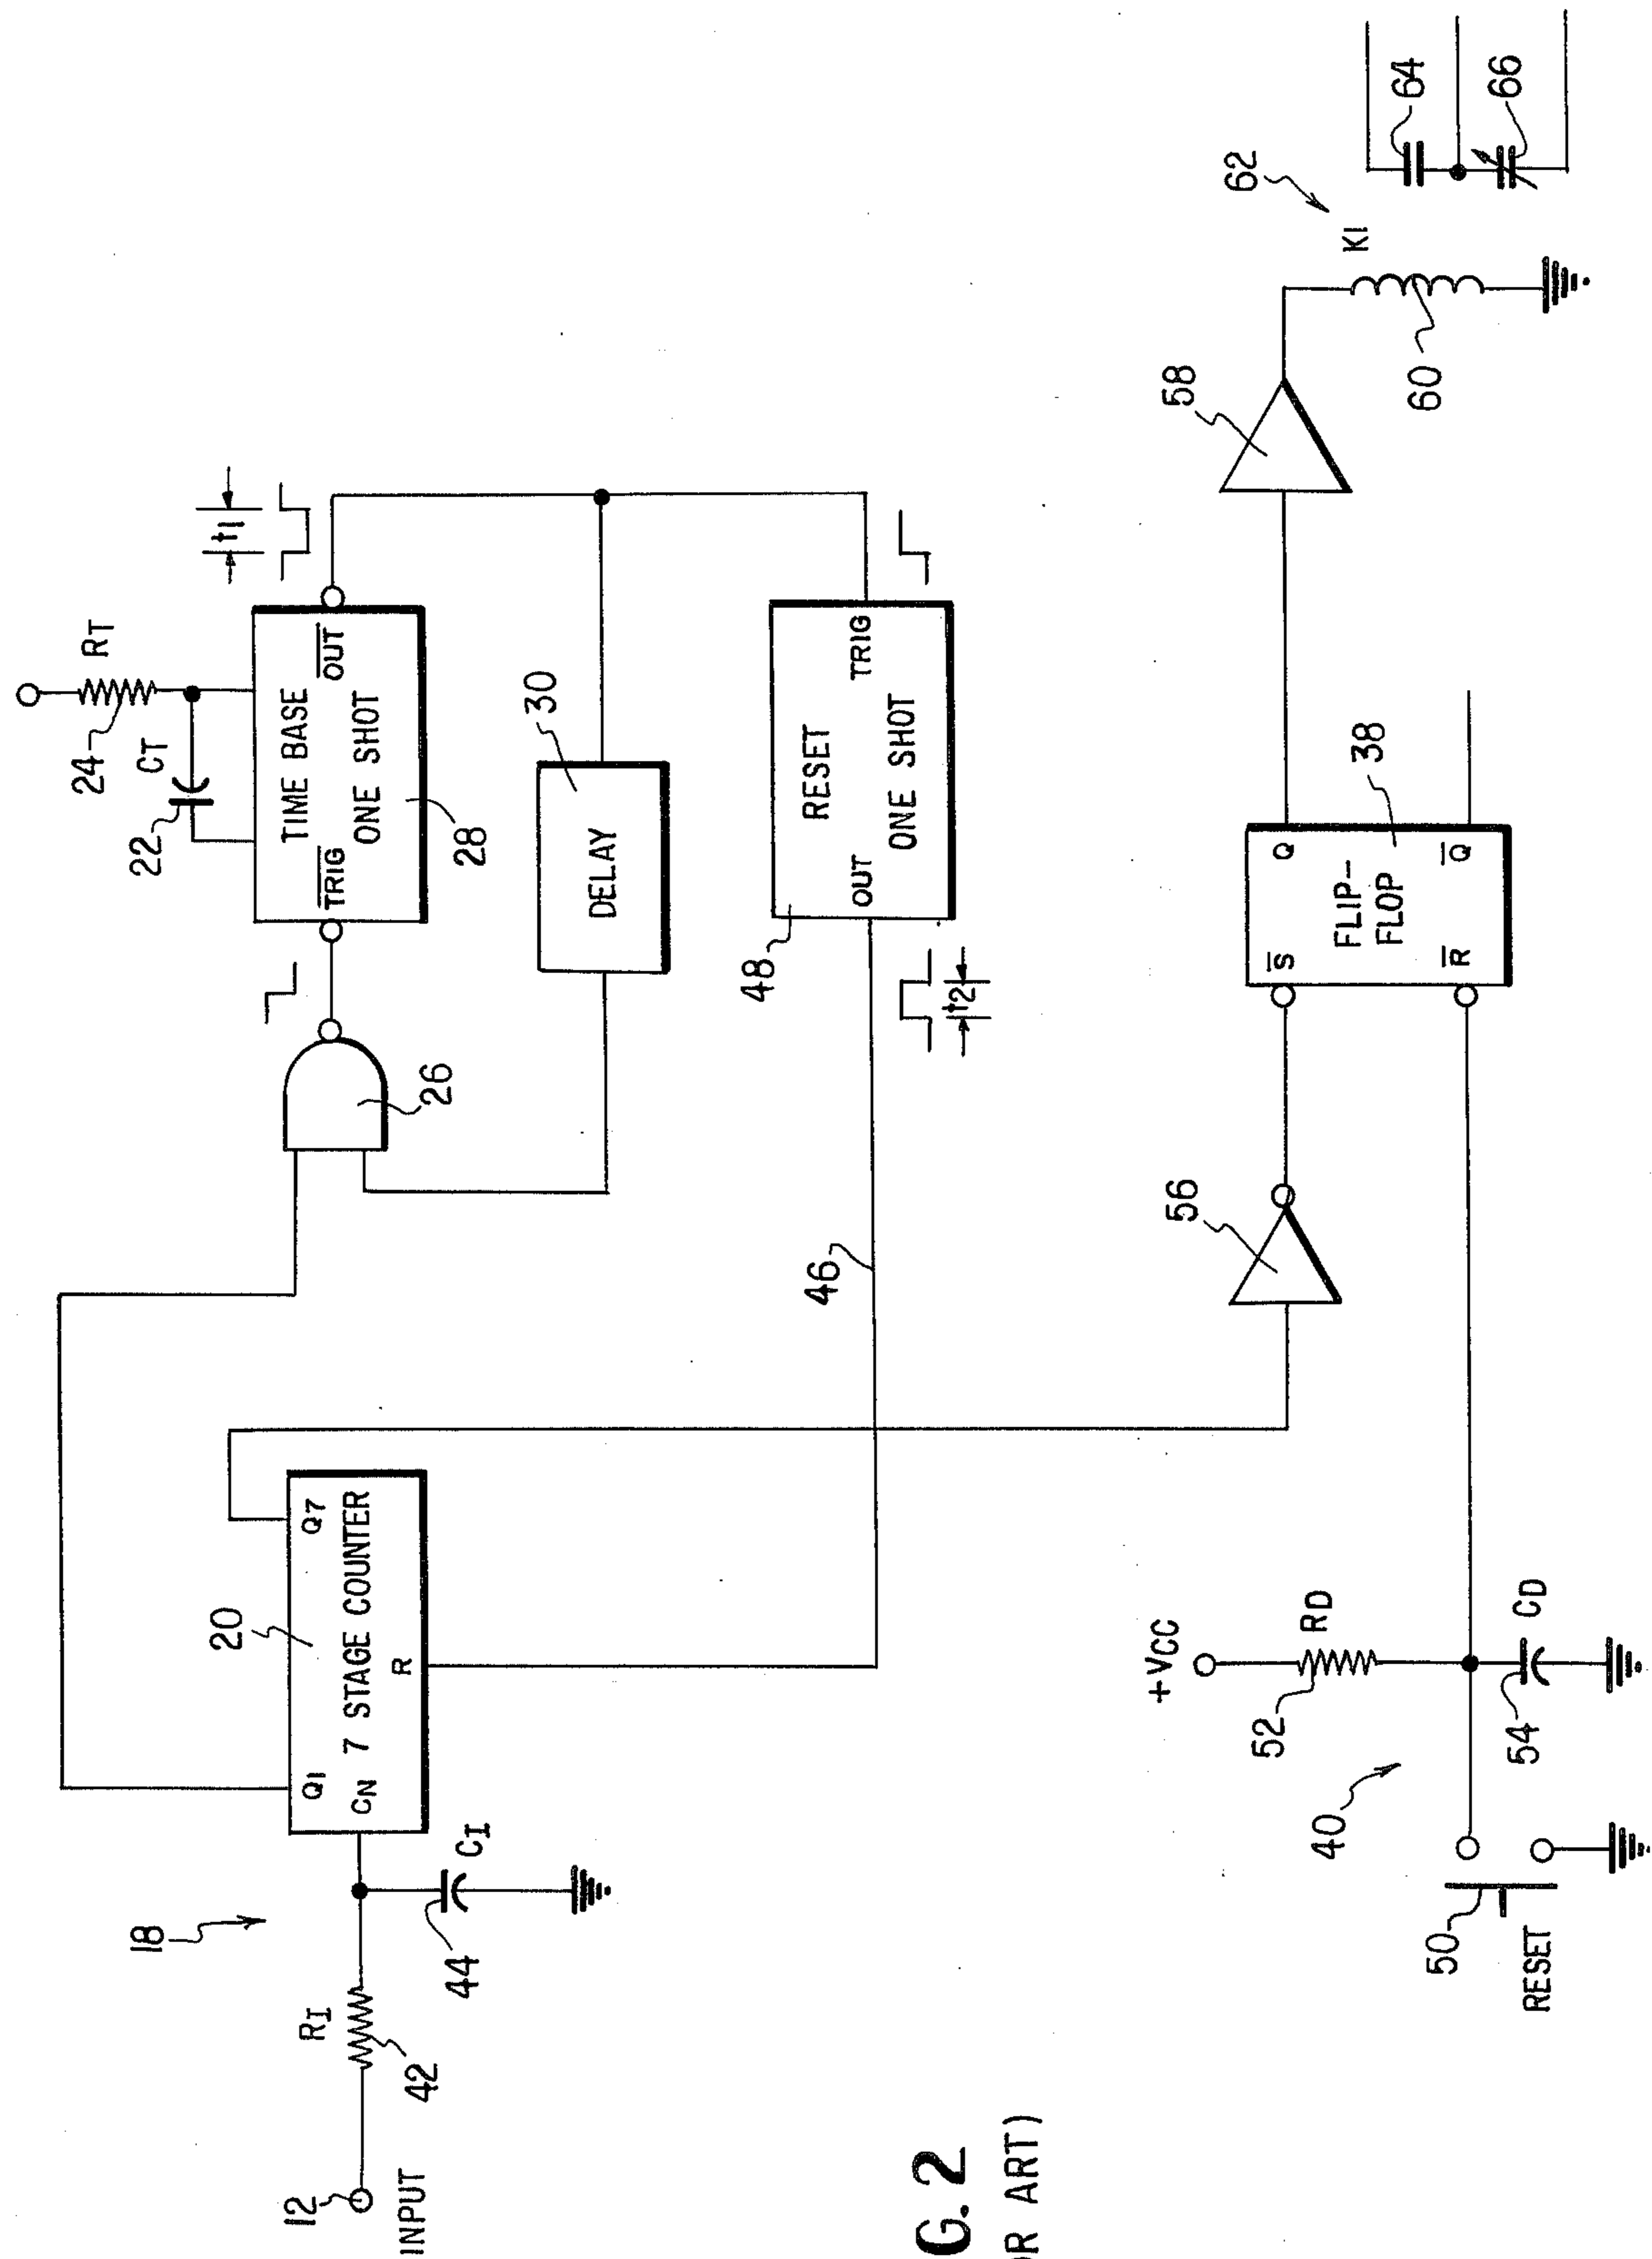 12
INPUT
RI
42
18
44
CI
20
Q1
CN
7 STAGE COUNTER
R
Q7
26
22
CT
24
RT
TRIG
TIME BASE
ONE SHOT
OUT
28
t1
DELAY
30
48
OUT
RESET
ONE SHOT
TRIG
t2
46
40
50
RESET
+VCC
52
RD
54
CD
56
S
R
FLIP-
FLOP
Q
Q
38
58
60
K1
62
64
66
G. 2
OR ART)